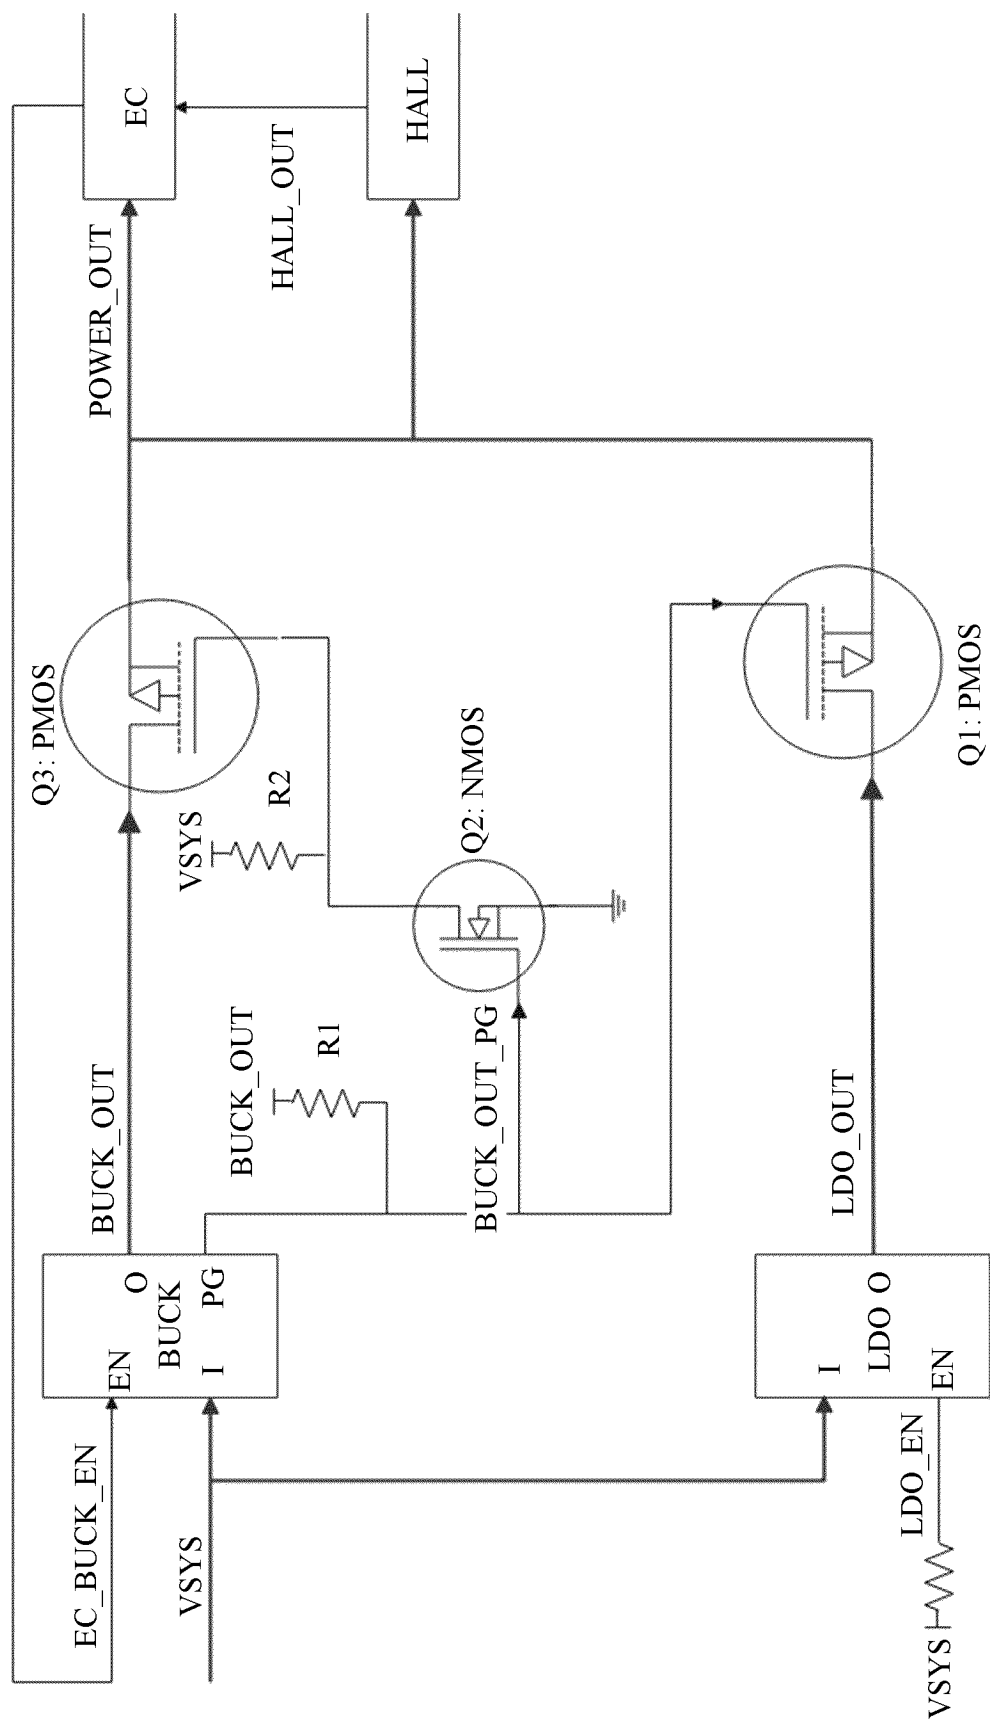 EC_BUCK_EN
VSYS
EN
O
BUCK
I
PG
BUCK_OUT
BUCK_OUT
R1
BUCK_OUT_PG
Q3: PMOS
VSYS
R2
Q2: NMOS
POWER_OUT
EC
HALL_OUT
HALL
VSYS
LDO_EN
I
LDO
O
EN
LDO_OUT
Q1: PMOS